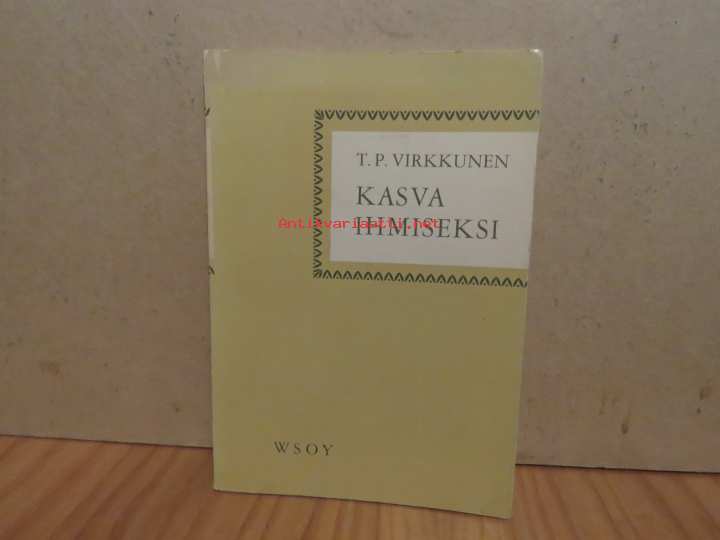 T. P. VIRKKUNEN
KASVA
Antikvariaatti.net
IHMISEKSI
WSOY